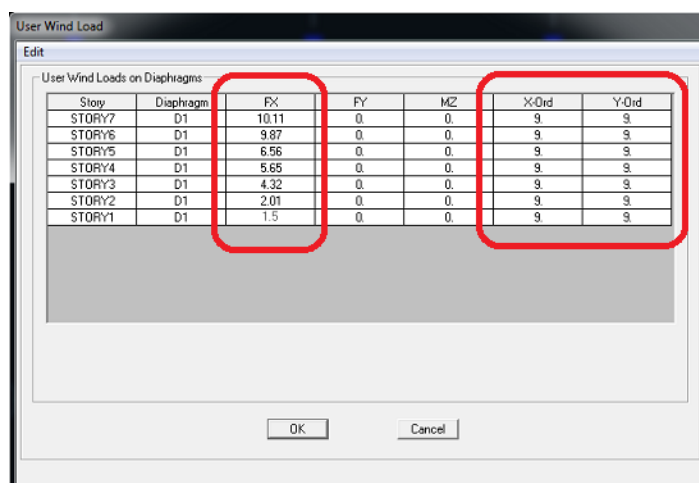 User Wind Load
Edit
User Wind Loads on Diaphragms
Story Diaphragm FX FY MZ X-Ord Y-Ord
STORY7 D1 10.11 0. 0. 9. 9.
STORY6 D1 9.87 0. 0. 9. 9.
STORY5 D1 6.56 0. 0. 9. 9.
STORY4 D1 5.65 0. 0. 9. 9.
STORY3 D1 4.32 0. 0. 9. 9.
STORY2 D1 2.01 0. 0. 9. 9.
STORY1 D1 1.5 0. 0. 9. 9.
OK Cancel